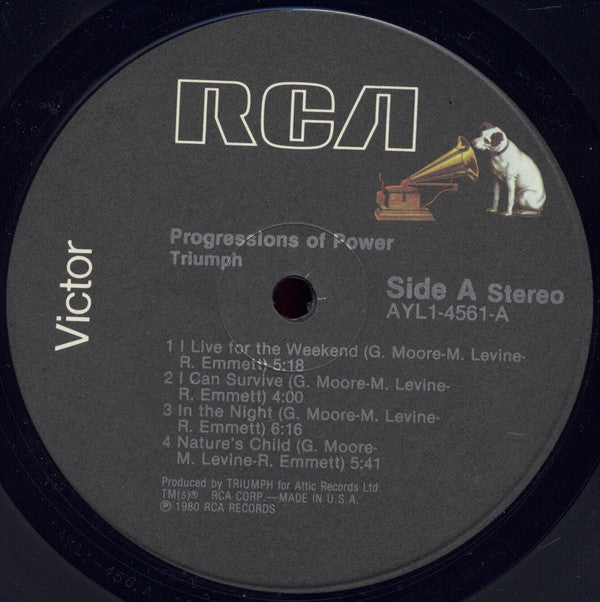 RCA
Victor
Progressions of Power
Triumph
Side A Stereo
AYL1-4561-A
1 I Live for the Weekend (G. Moore-M. Levine-
R. Emmett) 5:18
2 I Can Survive (G. Moore-M. Levine-
R. Emmett) 4:00
3 In the Night (G. Moore-M. Levine-
R. Emmett) 6:16
4 Nature's Child (G. Moore-
M. Levine-R. Emmett) 5:41
Produced by TRIUMPH for Attic Records Ltd.
TM(s)® RCA CORP.—MADE IN U.S.A.
℗ 1980 RCA RECORDS